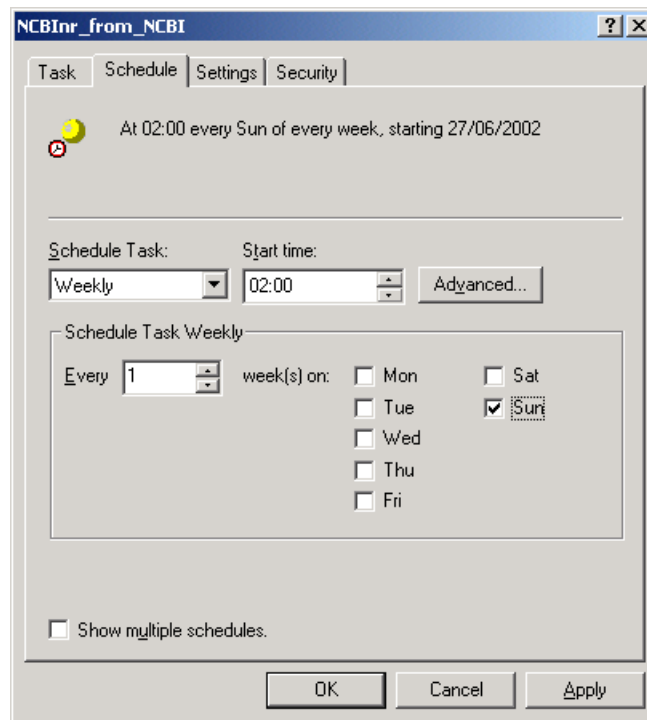 NCBInr_from_NCBI
Task Schedule Settings Security
At 02:00 every Sun of every week, starting 27/06/2002
Schedule Task: Start time:
Weekly 02:00 Advanced...
Schedule Task Weekly
Every 1 week(s) on: Mon Sat
Tue Sun
Wed
Thu
Fri
Show multiple schedules.
OK Cancel Apply